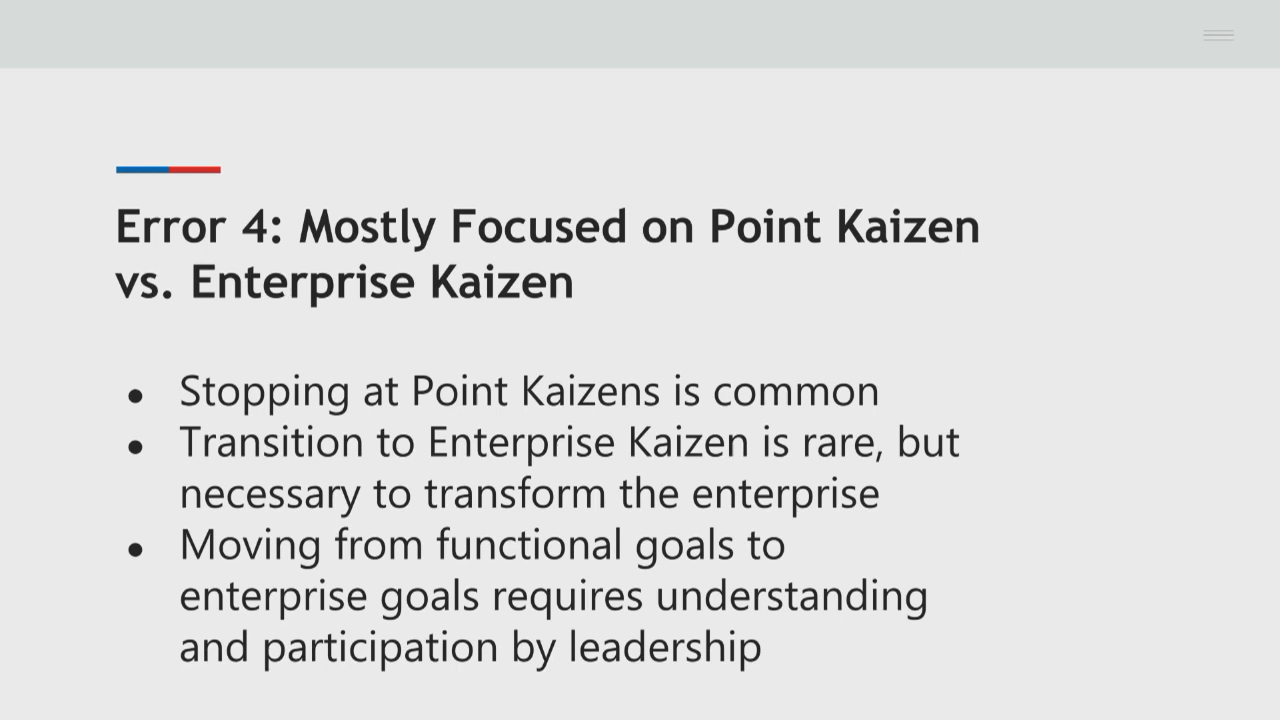 Error 4: Mostly Focused on Point Kaizen
vs. Enterprise Kaizen
● Stopping at Point Kaizens is common
● Transition to Enterprise Kaizen is rare, but
necessary to transform the enterprise
● Moving from functional goals to
enterprise goals requires understanding
and participation by leadership